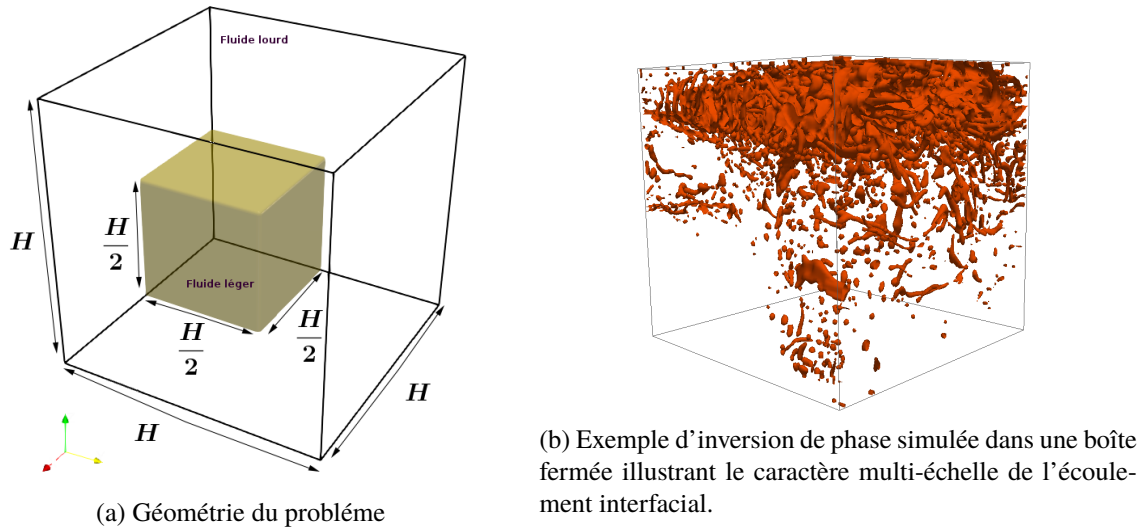 Fluide lourd
H
H/2
Fluide léger
H/2
H/2
H
H
(a) Géométrie du probléme
(b) Exemple d'inversion de phase simulée dans une boîte
fermée illustrant le caractère multi-échelle de l'écoule-
ment interfacial.